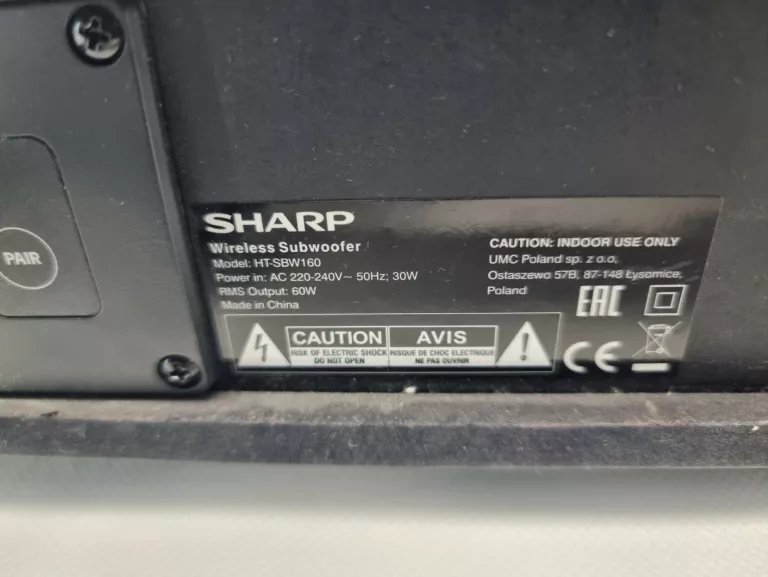 PAIR
SHARP
Wireless Subwoofer
Model: HT-SBW160
Power in: AC 220-240V~ 50Hz; 30W
RMS Output: 60W
Made in China
CAUTION: INDOOR USE ONLY
UMC Poland sp. z o.o.
Ostaszewo 57B, 87-148 Łysomice,
Poland
EAC
CAUTION
RISK OF ELECTRIC SHOCK
DO NOT OPEN
AVIS
RISQUE DE CHOC ELECTRIQUE
NE PAS OUVRIR
CE